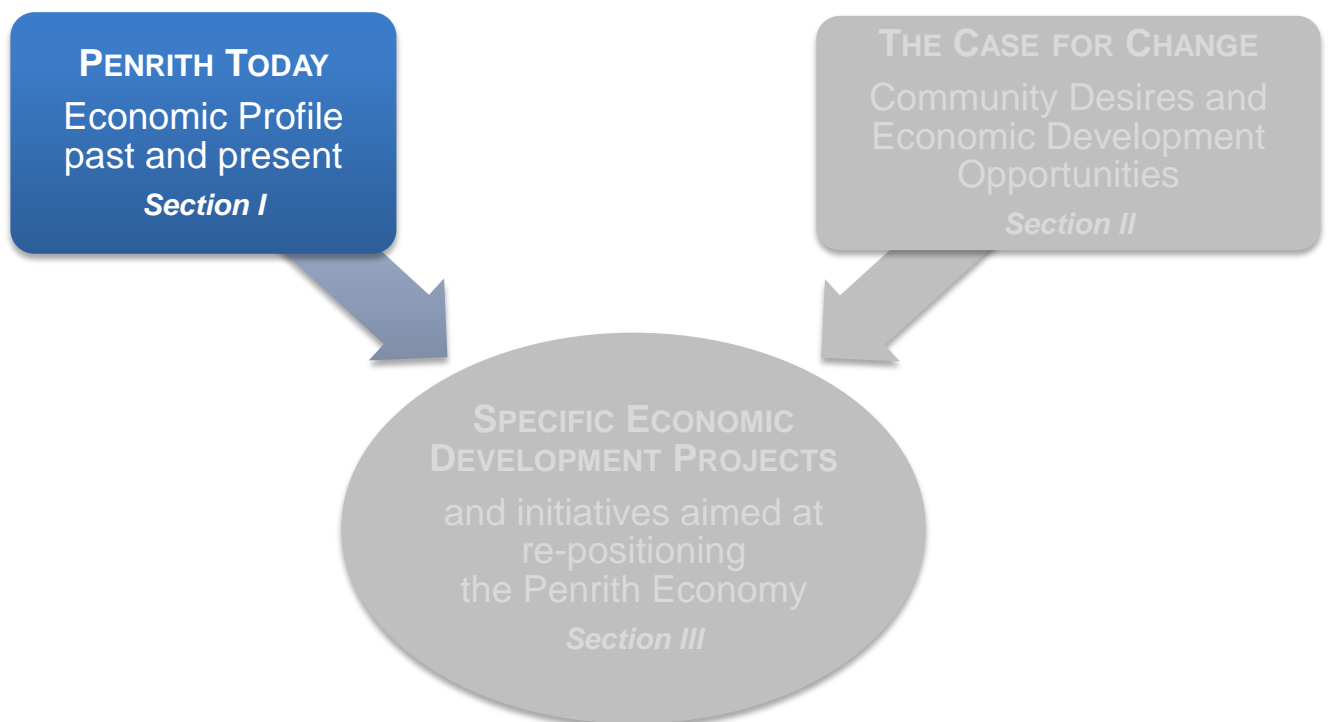 PENRITH TODAY
Economic Profile
past and present
Section I
THE CASE FOR CHANGE
Community Desires and
Economic Development
Opportunities
Section II
SPECIFIC ECONOMIC
DEVELOPMENT PROJECTS
and initiatives aimed at
re-positioning
the Penrith Economy
Section III